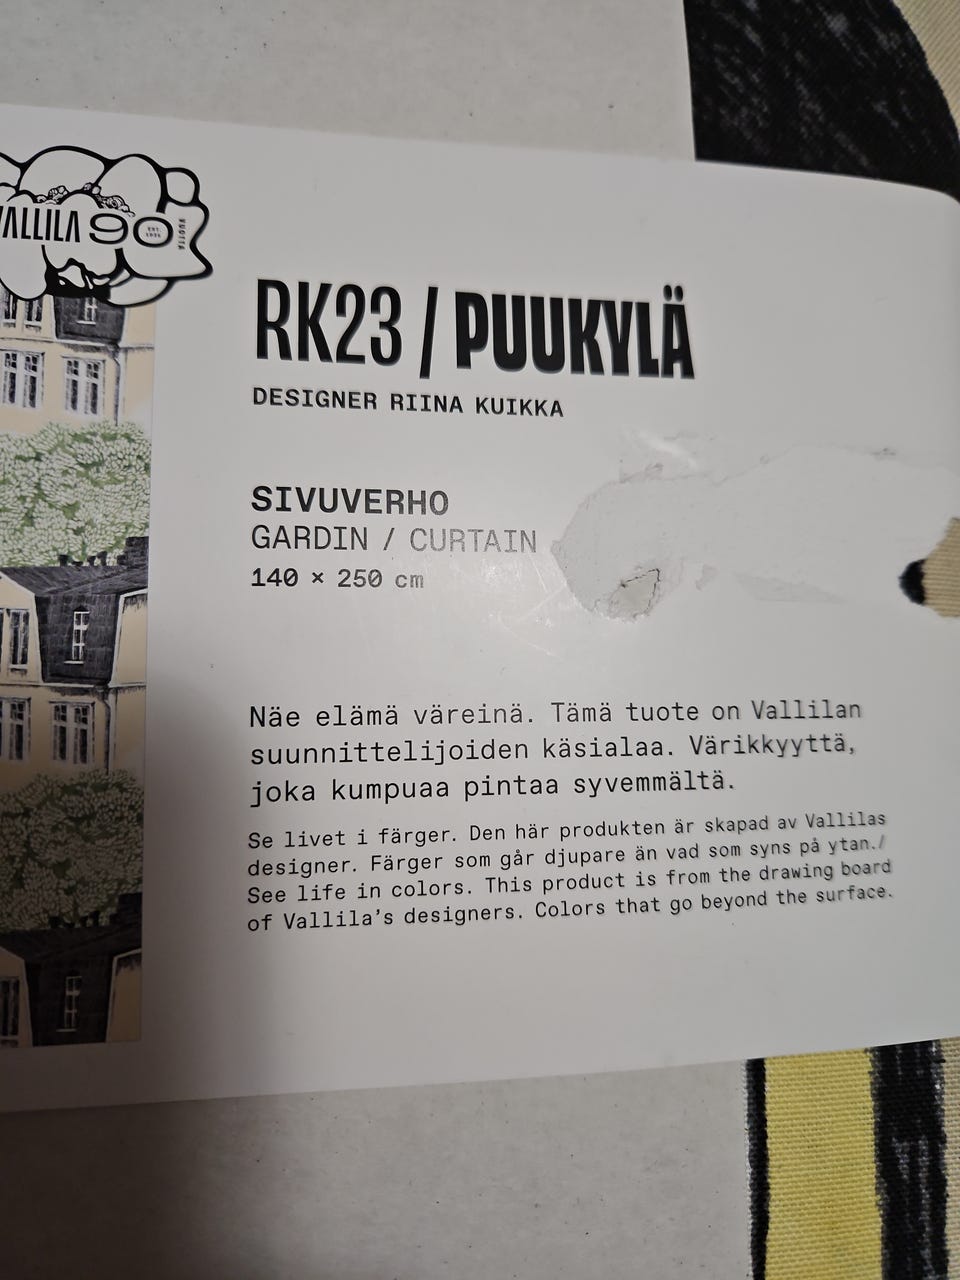 VALLILA 90
RK23 / PUUKYLÄ
DESIGNER RIINA KUIKKA
SIVUVERHO
GARDIN / CURTAIN
140 × 250 cm
Näe elämä väreinä. Tämä tuote on Vallilan
suunnittelijoiden käsialaa. Värikkyyttä,
joka kumpuaa pintaa syvemmältä.
Se livet i färger. Den här produkten är skapad av Vallilas
designer. Färger som går djupare än vad som syns på ytan./
See life in colors. This product is from the drawing board
of Vallila's designers. Colors that go beyond the surface.